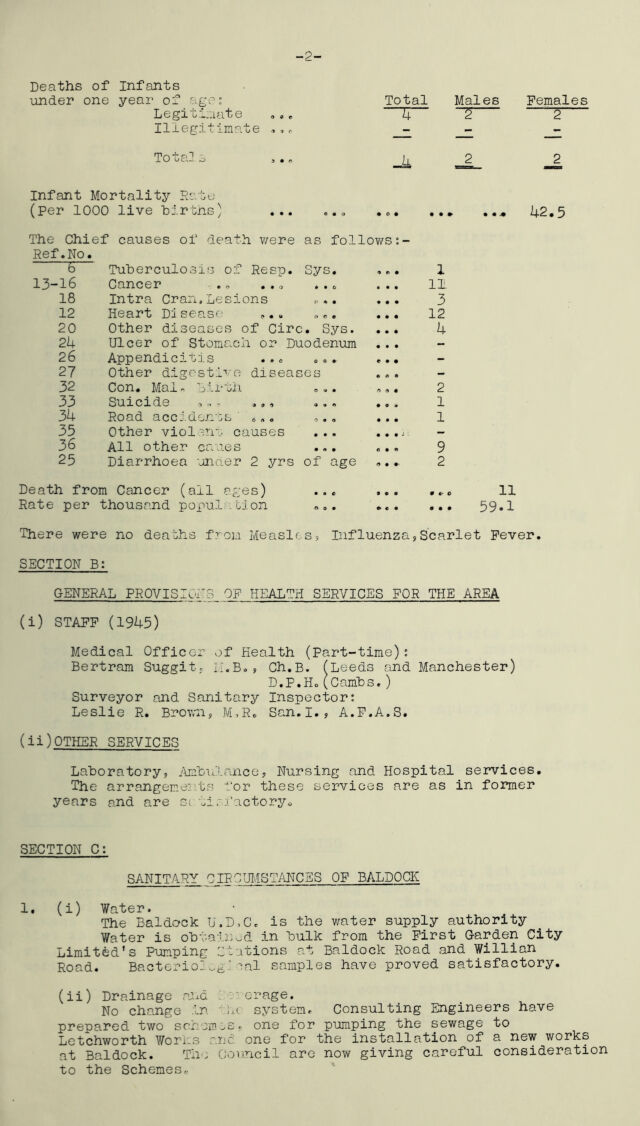 -2-
Deaths of Infants
under one year of age: Total Males Females
Legitimate ... 4 2 2
Illegitimate ... - - -
Totals ... 4 2 2
Infant Mortality Rate
(Per 1000 live births) ... ... ... ... ... 42.5
The Chief causes of death were as follows:-
Ref.No.
6 Tuberculosis of Resp. Sys. ... 1
13-16 Cancer ... ... ... ... 11
18 Intra Cran.Lesions ... ... 3
12 Heart Disease ... ... ... 12
20 Other diseases of Circ. Sys. ... 4
24 Ulcer of Stomach or Duodenum ... -
26 Appendicitis ... ... ... -
27 Other digestive diseases ... -
32 Con. Mal. Birth ... ... 2
33 Suicide ... ... ... ... 1
34 Road accidents ... ... ... 1
35 Other violent causes ... ... -
36 All other caues ... ... 9
25 Diarrhoea under 2 yrs of age ... 2
Death from Cancer (all ages) ... ... ... 11
Rate per thousand population ... ... ... 59.1
There were no deaths from Measles, Influenza,Scarlet Fever.
SECTION B:
GENERAL PROVISIONS OF HEALTH SERVICES FOR THE AREA
(i) STAFF (1945)
Medical Officer of Health (Part-time):
Bertram Suggit, M.B., Ch.B. (Leeds and Manchester)
D.P.H.(Cambs.)
Surveyor and Sanitary Inspector:
Leslie R. Brown, M.R. San.I., A.F.A.S.
(ii)OTHER SERVICES
Laboratory, Ambulance, Nursing and Hospital services.
The arrangements for these services are as in former
years and are satisfactory.
SECTION C:
SANITARY CIRCUMSTANCES OF BALDOCK
1. (i) Water.
The Baldock U.D.C. is the water supply authority
Water is obtained in bulk from the First Garden City
Limited's Pumping Stations at Baldock Road and Willian
Road. Bacteriological samples have proved satisfactory.
(ii) Drainage and Sewerage.
No change in the system. Consulting Engineers have
prepared two schemes, one for pumping the sewage to
Letchworth Works and one for the installation of a new works
at Baldock. The Council are now giving careful consideration
to the Schemes.